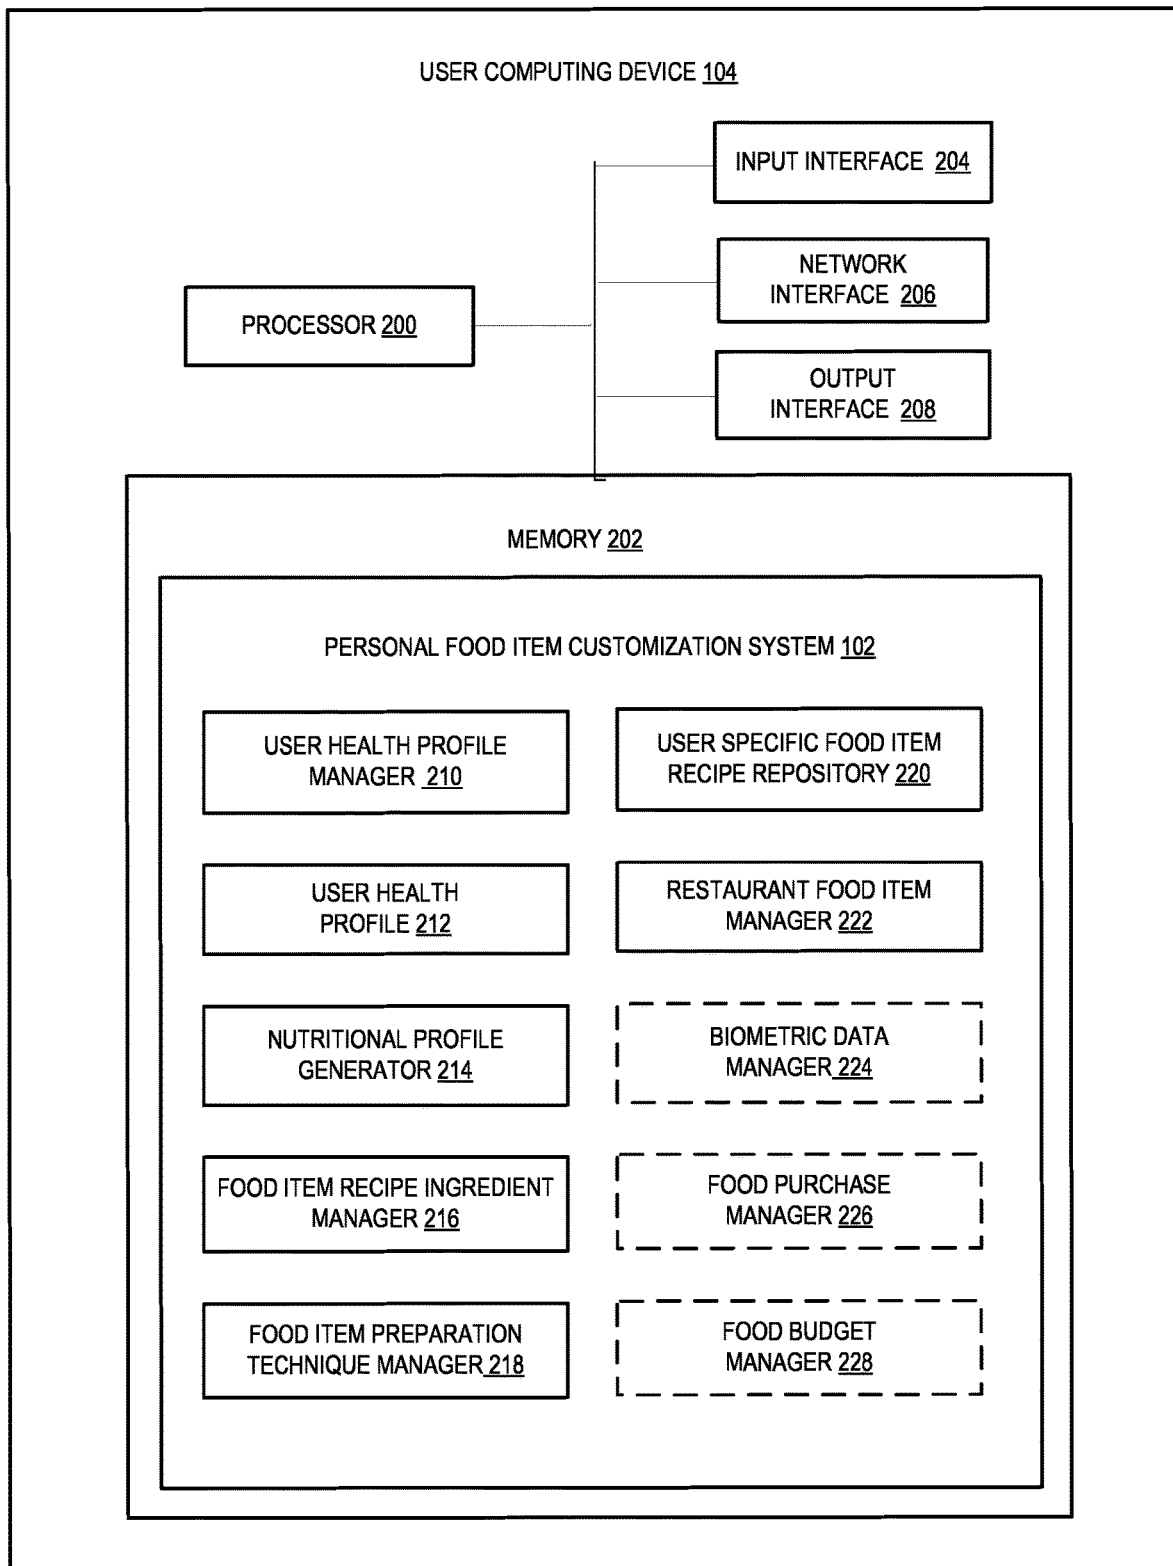 USER COMPUTING DEVICE 104
INPUT INTERFACE 204
NETWORK
INTERFACE 206
PROCESSOR 200
OUTPUT
INTERFACE 208
MEMORY 202
PERSONAL FOOD ITEM CUSTOMIZATION SYSTEM 102
USER HEALTH PROFILE
MANAGER 210
USER SPECIFIC FOOD ITEM
RECIPE REPOSITORY 220
USER HEALTH
PROFILE 212
RESTAURANT FOOD ITEM
MANAGER 222
NUTRITIONAL PROFILE
GENERATOR 214
BIOMETRIC DATA
MANAGER 224
FOOD ITEM RECIPE INGREDIENT
MANAGER 216
FOOD PURCHASE
MANAGER 226
FOOD ITEM PREPARATION
TECHNIQUE MANAGER 218
FOOD BUDGET
MANAGER 228